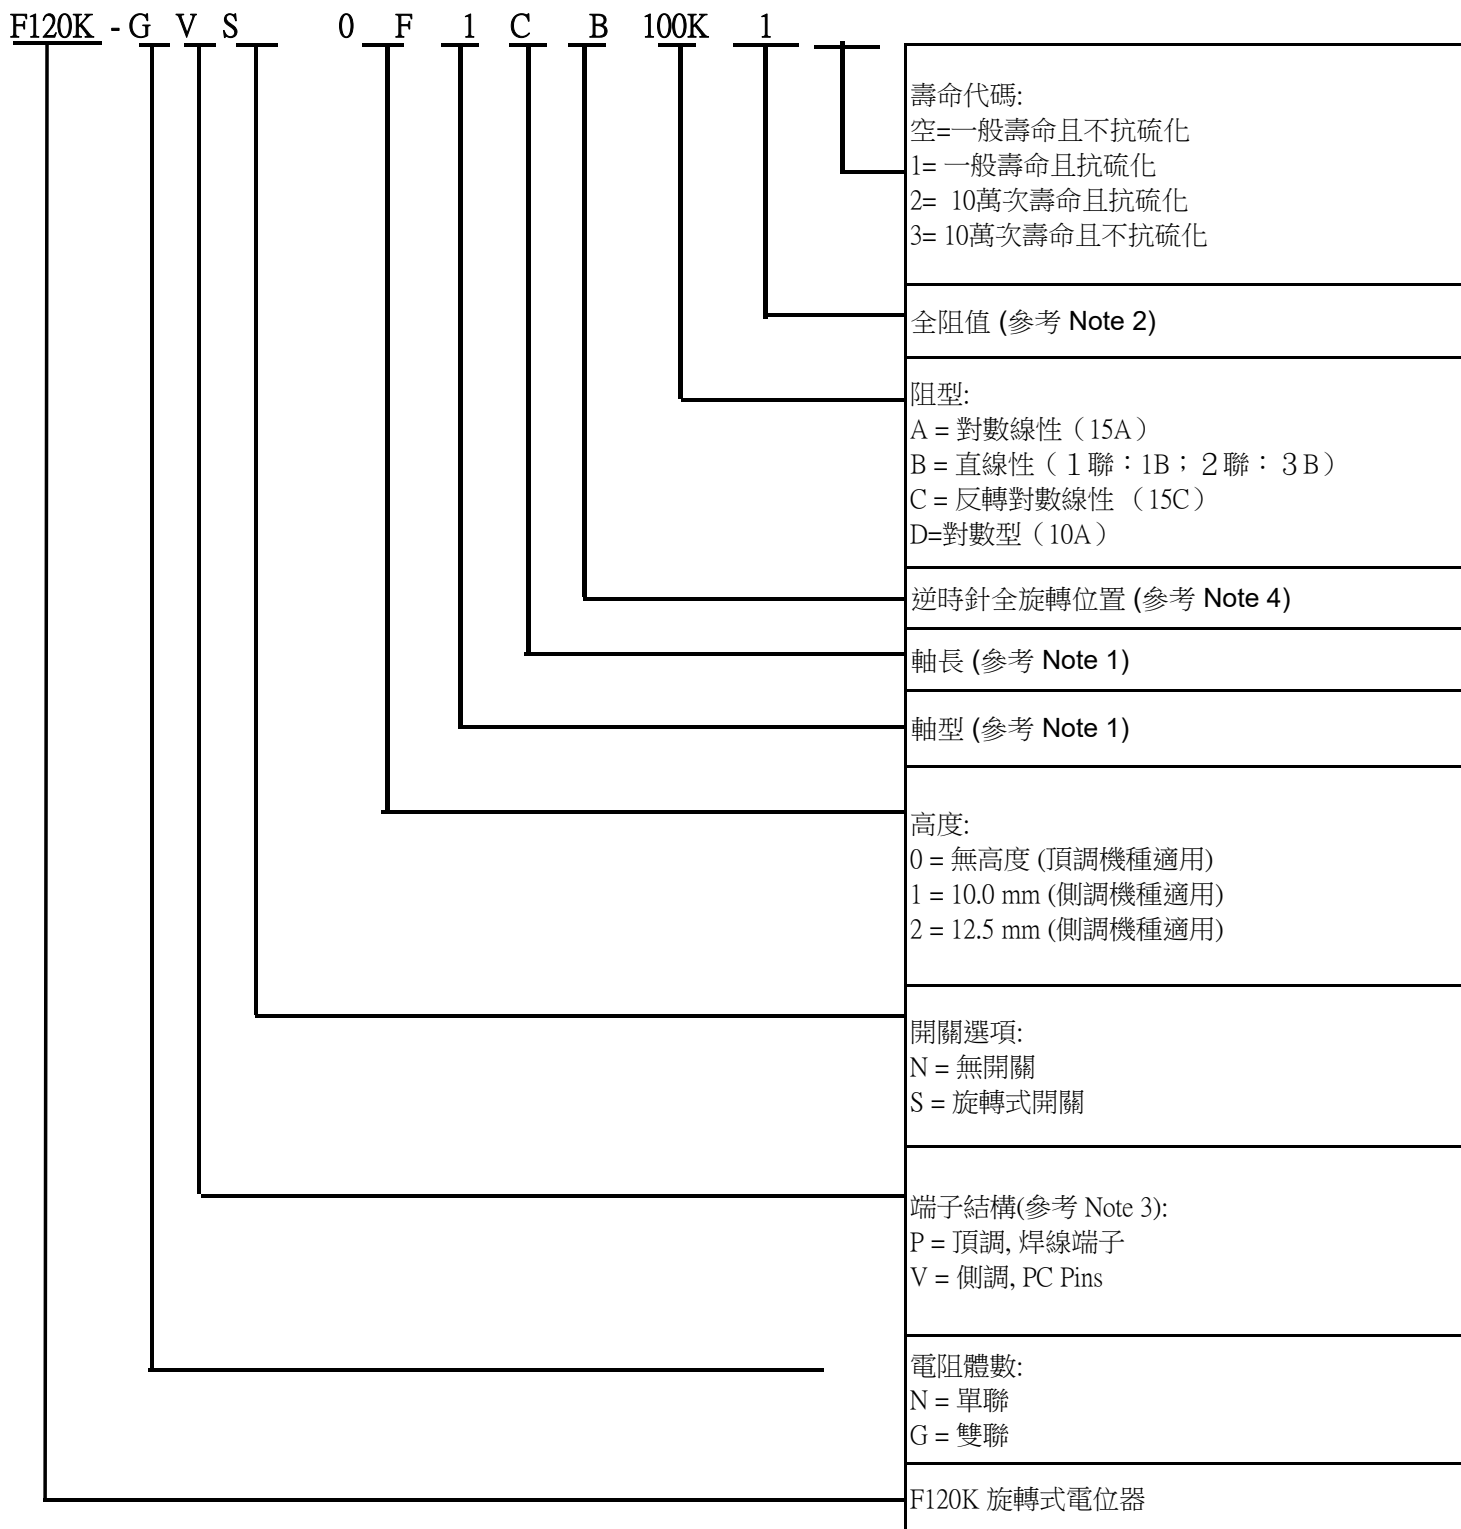 F120K - G V S 0 F 1 C B 100K 1
壽命代碼:
空=一般壽命且不抗硫化
1= 一般壽命且抗硫化
2= 10萬次壽命且抗硫化
3= 10萬次壽命且不抗硫化
全阻值 (參考 Note 2)
阻型:
A = 對數線性（15A）
B = 直線性（１聯：1B；２聯：３B）
C = 反轉對數線性 （15C）
D=對數型（10A）
逆時針全旋轉位置 (參考 Note 4)
軸長 (參考 Note 1)
軸型 (參考 Note 1)
高度:
0 = 無高度 (頂調機種適用)
1 = 10.0 mm (側調機種適用)
2 = 12.5 mm (側調機種適用)
開關選項:
N = 無開關
S = 旋轉式開關
端子結構(參考 Note 3):
P = 頂調, 焊線端子
V = 側調, PC Pins
電阻體數:
N = 單聯
G = 雙聯
F120K 旋轉式電位器